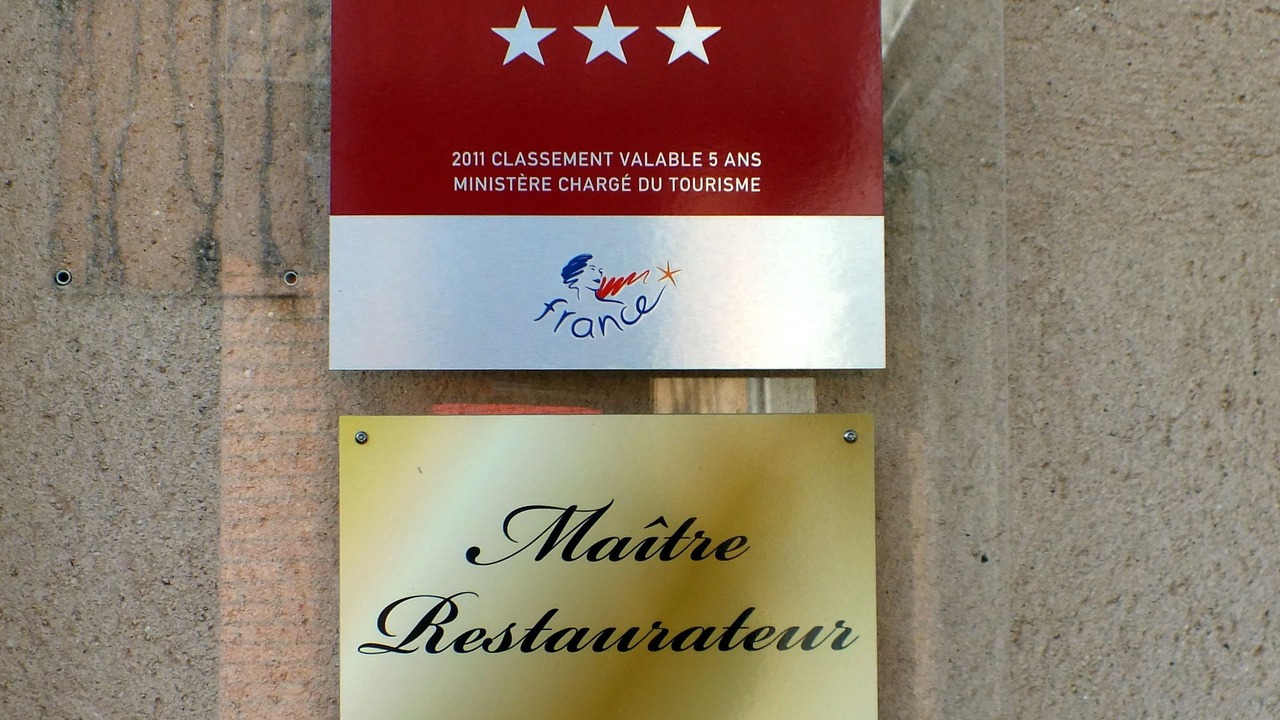 2011 CLASSEMENT VALABLE 5 ANS
MINISTÈRE CHARGÉ DU TOURISME
france
Maître
Restaurateur